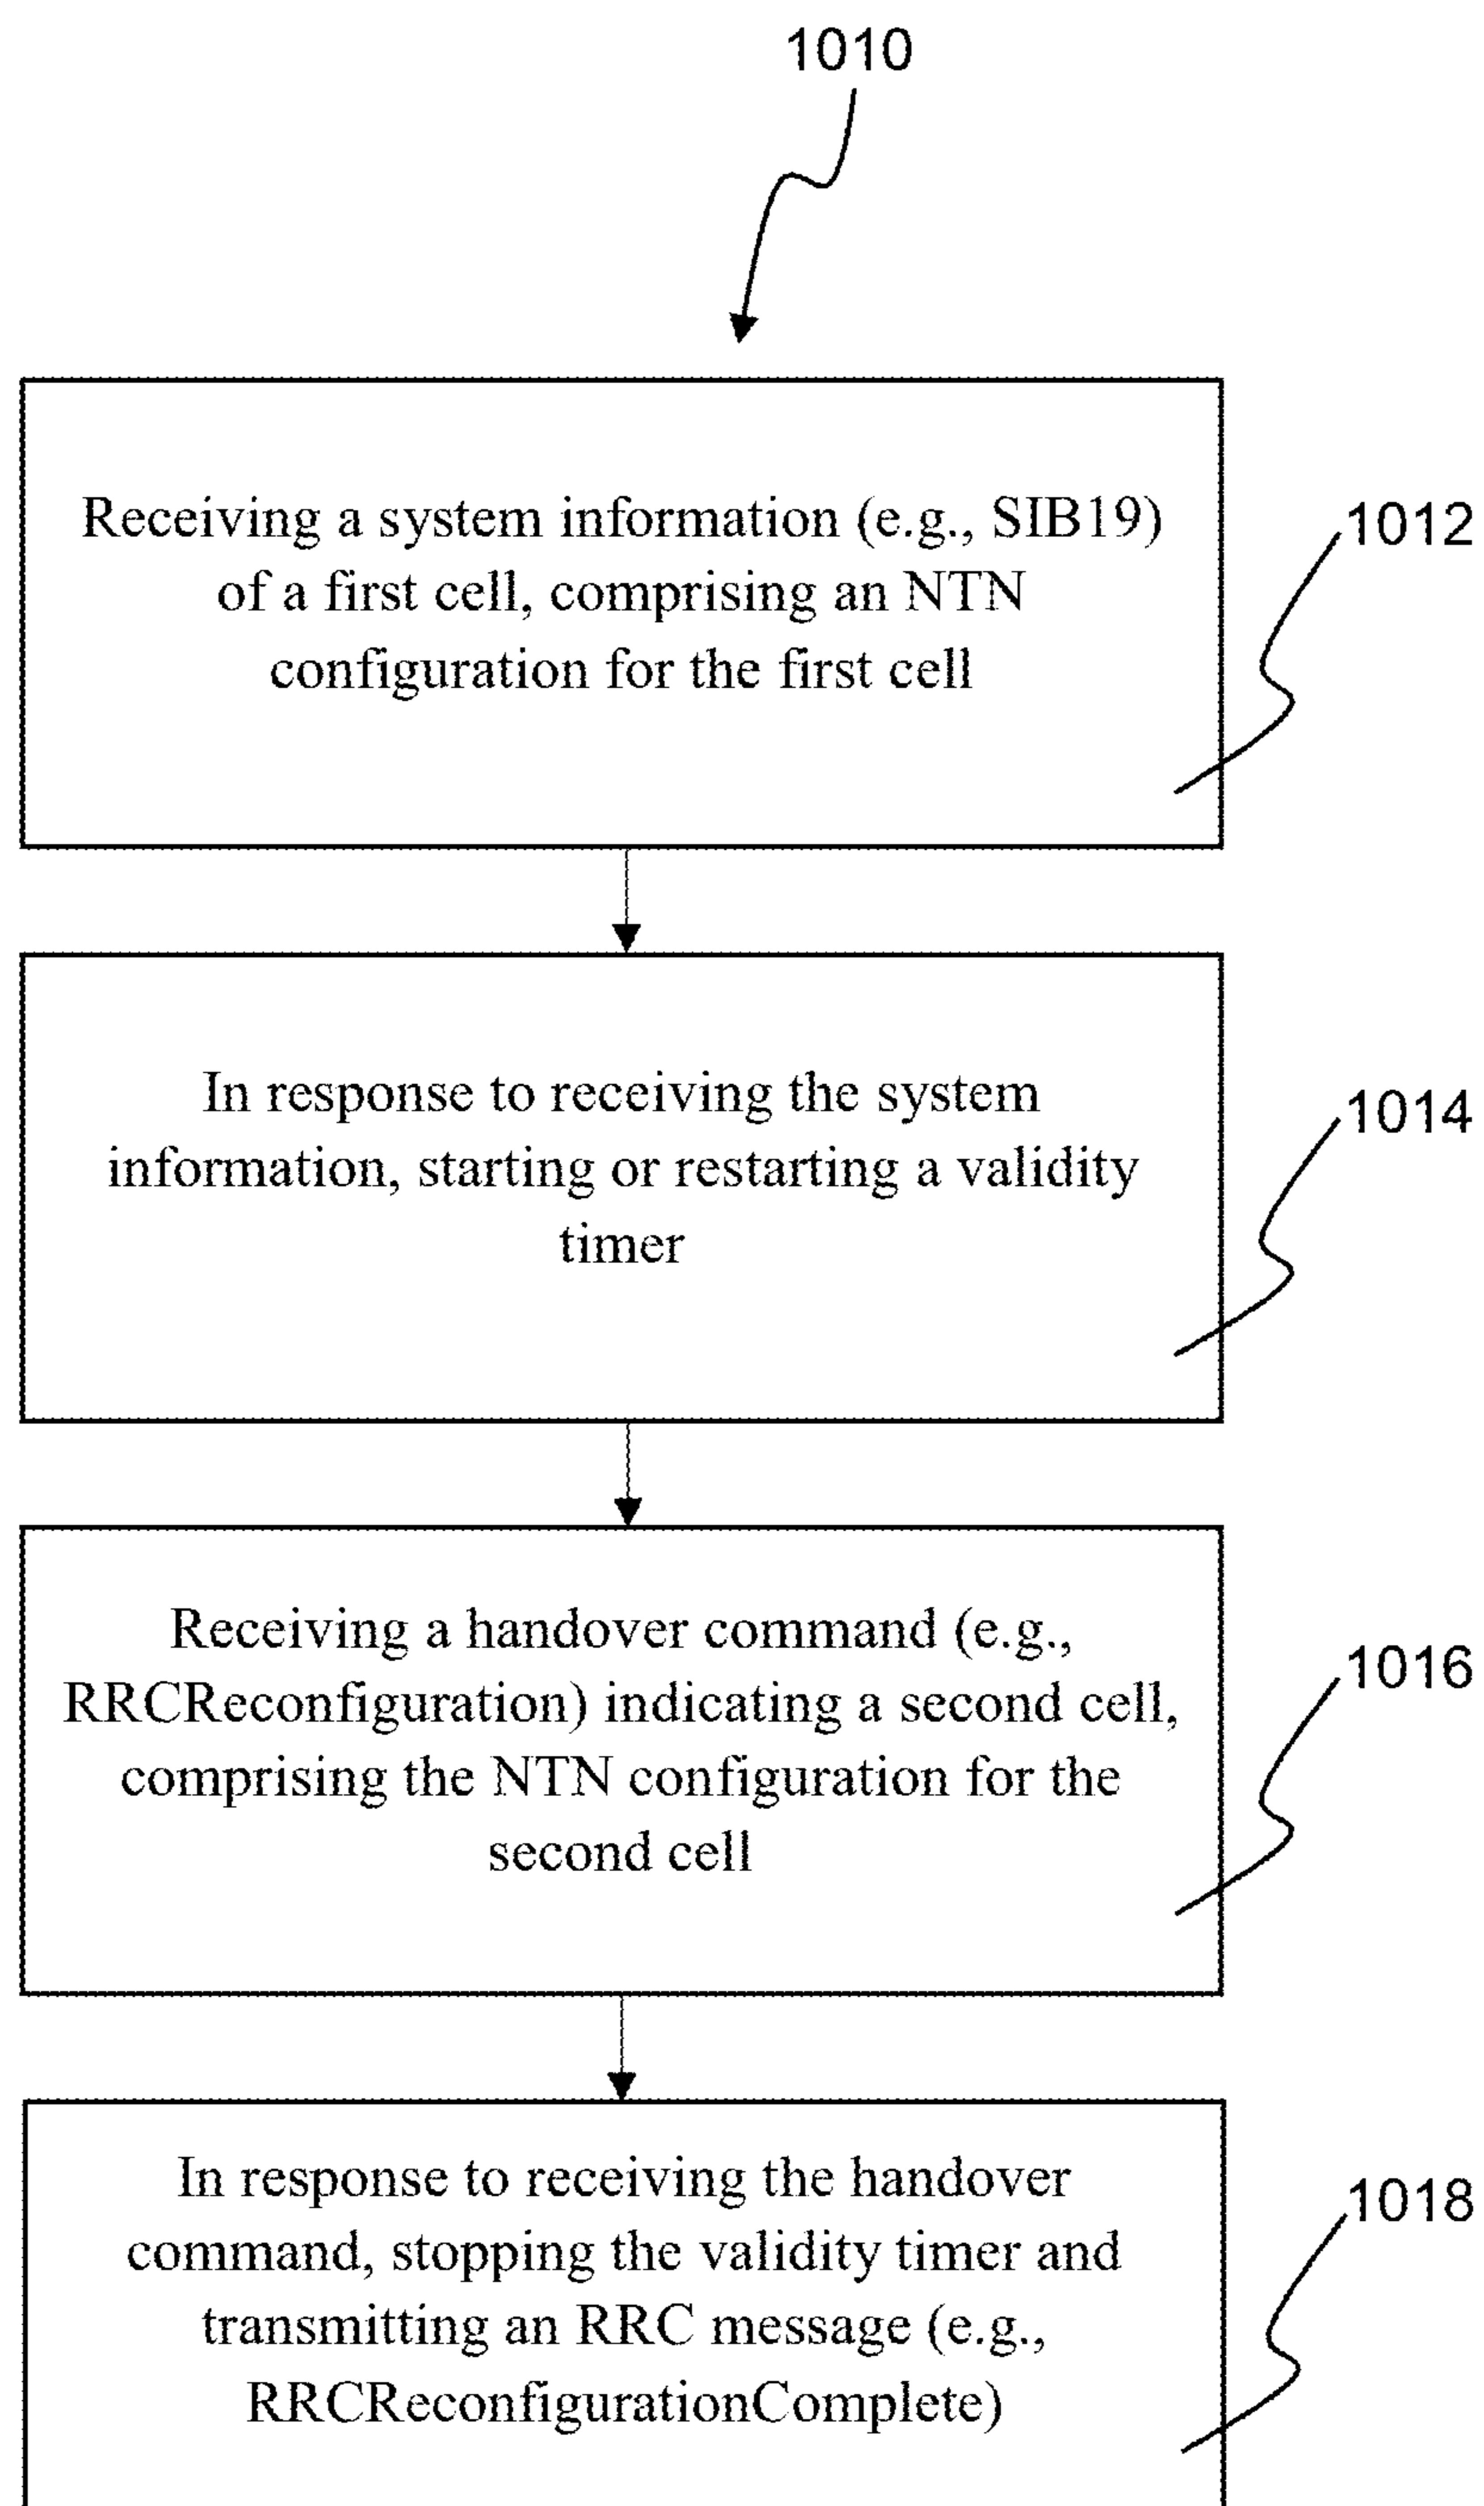 1010
Receiving a system information (e.g., SIB19)
of a first cell, comprising an NTN
configuration for the first cell
1012
In response to receiving the system
information, starting or restarting a validity
timer
1014
Receiving a handover command (e.g.,
RRCReconfiguration) indicating a second cell,
comprising the NTN configuration for the
second cell
1016
In response to receiving the handover
command, stopping the validity timer and
transmitting an RRC message (e.g.,
RRCReconfigurationComplete)
1018